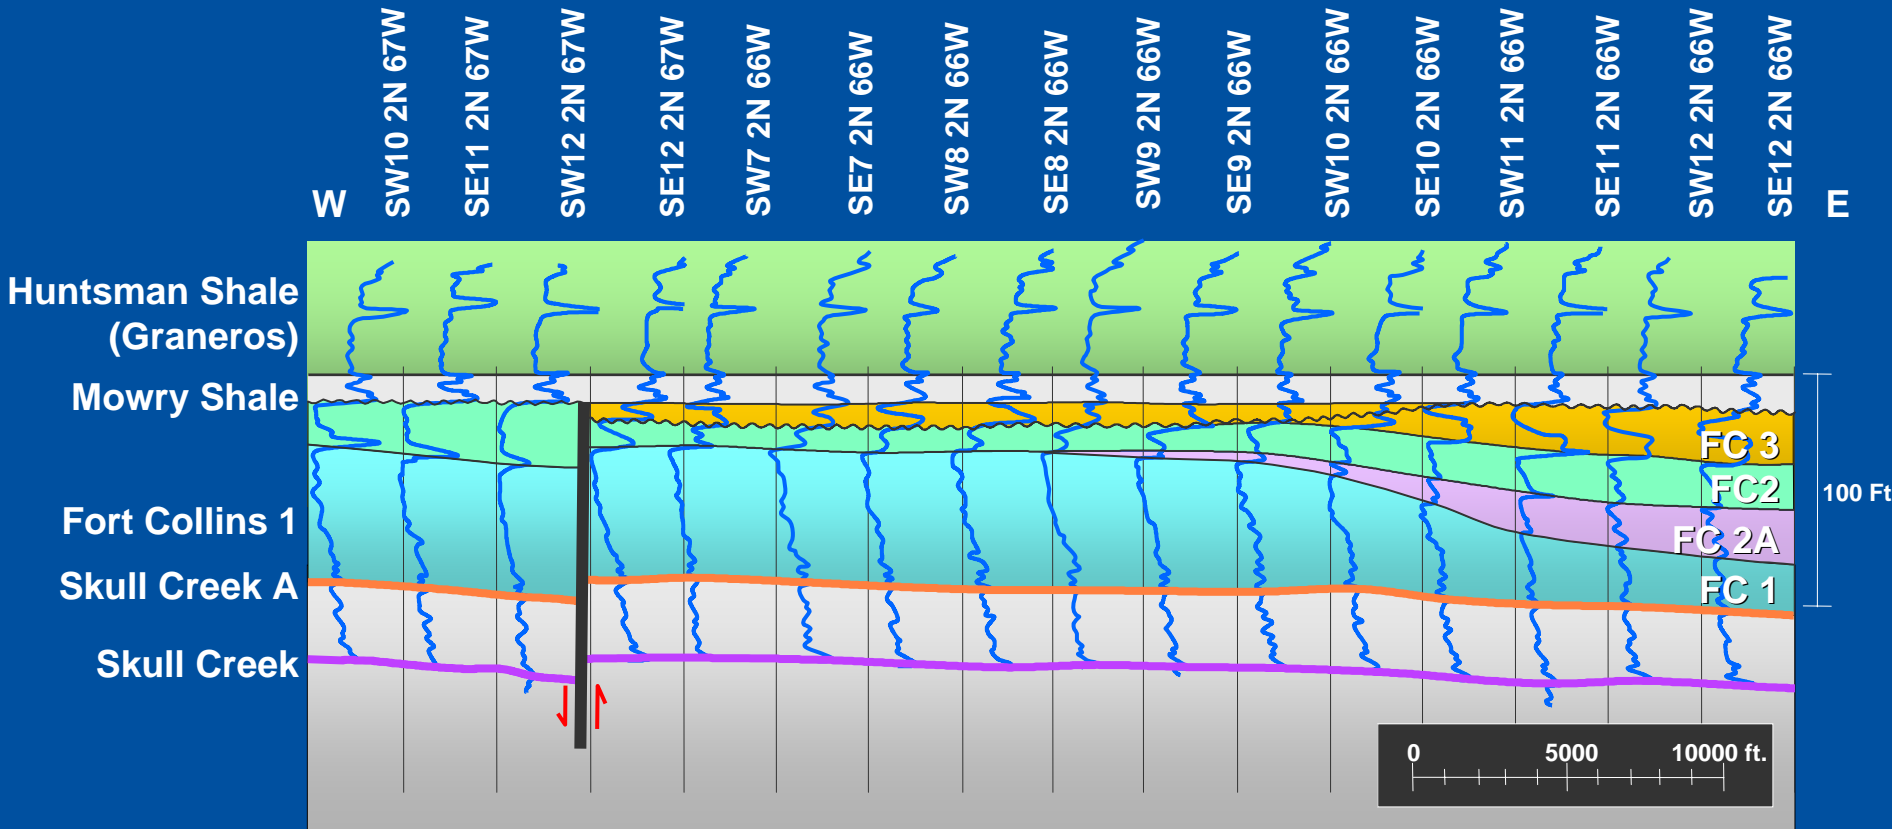 SW10 2N 67W
SE11 2N 67W
SW12 2N 67W
SE12 2N 67W
SW7 2N 66W
SE7 2N 66W
SW8 2N 66W
SE8 2N 66W
SW9 2N 66W
SE9 2N 66W
SW10 2N 66W
SE10 2N 66W
SW11 2N 66W
SE11 2N 66W
SW12 2N 66W
SE12 2N 66W
W
E
Huntsman Shale
(Graneros)
Mowry Shale
Fort Collins 1
Skull Creek A
Skull Creek
FC 3
FC2
FC 2A
FC 1
100 Ft
0 5000 10000 ft.